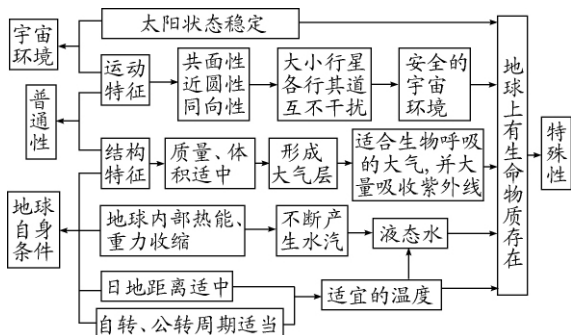 宇宙
环境
太阳状态稳定
运动
特征
共面性
近圆性
同向性
大小行星
各行其道
互不干扰
安全的
宇宙
环境
普
通
性
结构
特征
质量、体
积适中
形成
大气层
适合生物呼吸
的大气,并大
量吸收紫外线
地球
自身
条件
地球内部热能、
重力收缩
不断产
生水汽
液态水
日地距离适中
自转、公转周期适当
适宜的温度
地
球
上
有
生
命
物
质
存
在
特
殊
性